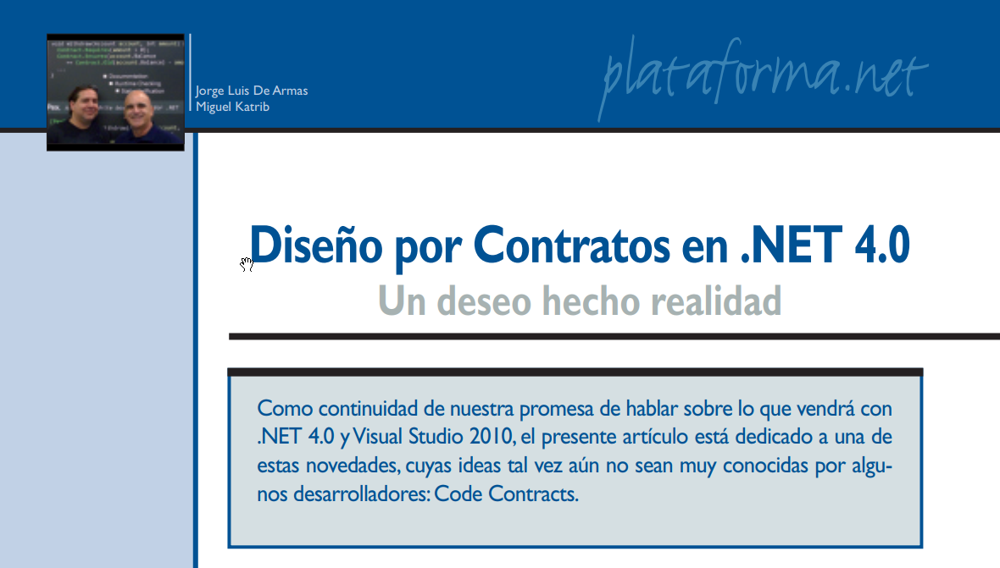 Jorge Luis De Armas
Miguel Katrib
plataforma.net
Diseño por Contratos en .NET 4.0
Un deseo hecho realidad
Como continuidad de nuestra promesa de hablar sobre lo que vendrá con
.NET 4.0 y Visual Studio 2010, el presente artículo está dedicado a una de
estas novedades, cuyas ideas tal vez aún no sean muy conocidas por algu-
nos desarrolladores: Code Contracts.